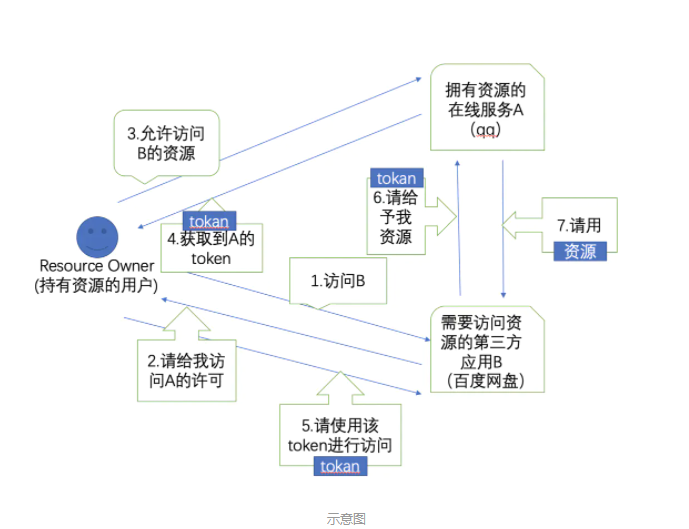 拥有资源的
在线服务A
（qq）
3.允许访问
B的资源
tokan
6.请给
予我
资源
7.请用
资源
tokan
4.获取到A的
token
Resource Owner
(持有资源的用户)
1.访问B
需要访问资
源的第三方
应用B
（百度网盘）
2.请给我访
问A的许可
5.请使用该
token进行访问
tokan
示意图